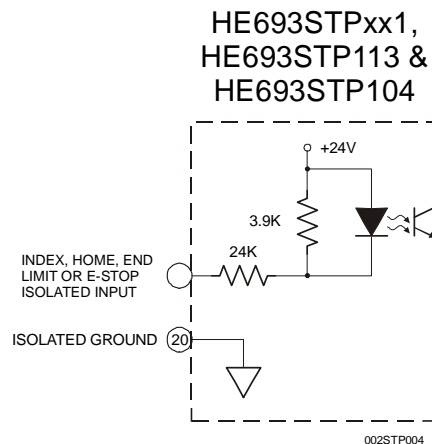 HE693STPxx1,
HE693STP113 &
HE693STP104
+24V
3.9K
24K
INDEX, HOME, END
LIMIT OR E-STOP
ISOLATED INPUT
ISOLATED GROUND 20
002STP004